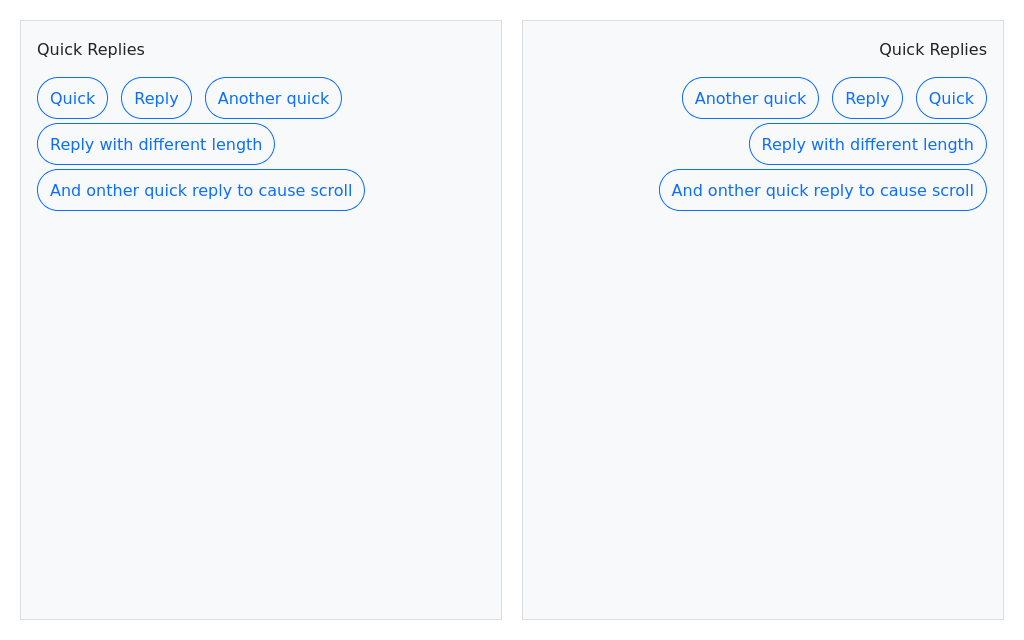 Quick Replies
Quick Reply Another quick
Reply with different length
And onther quick reply to cause scroll
Quick Replies
Another quick Reply Quick
Reply with different length
And onther quick reply to cause scroll